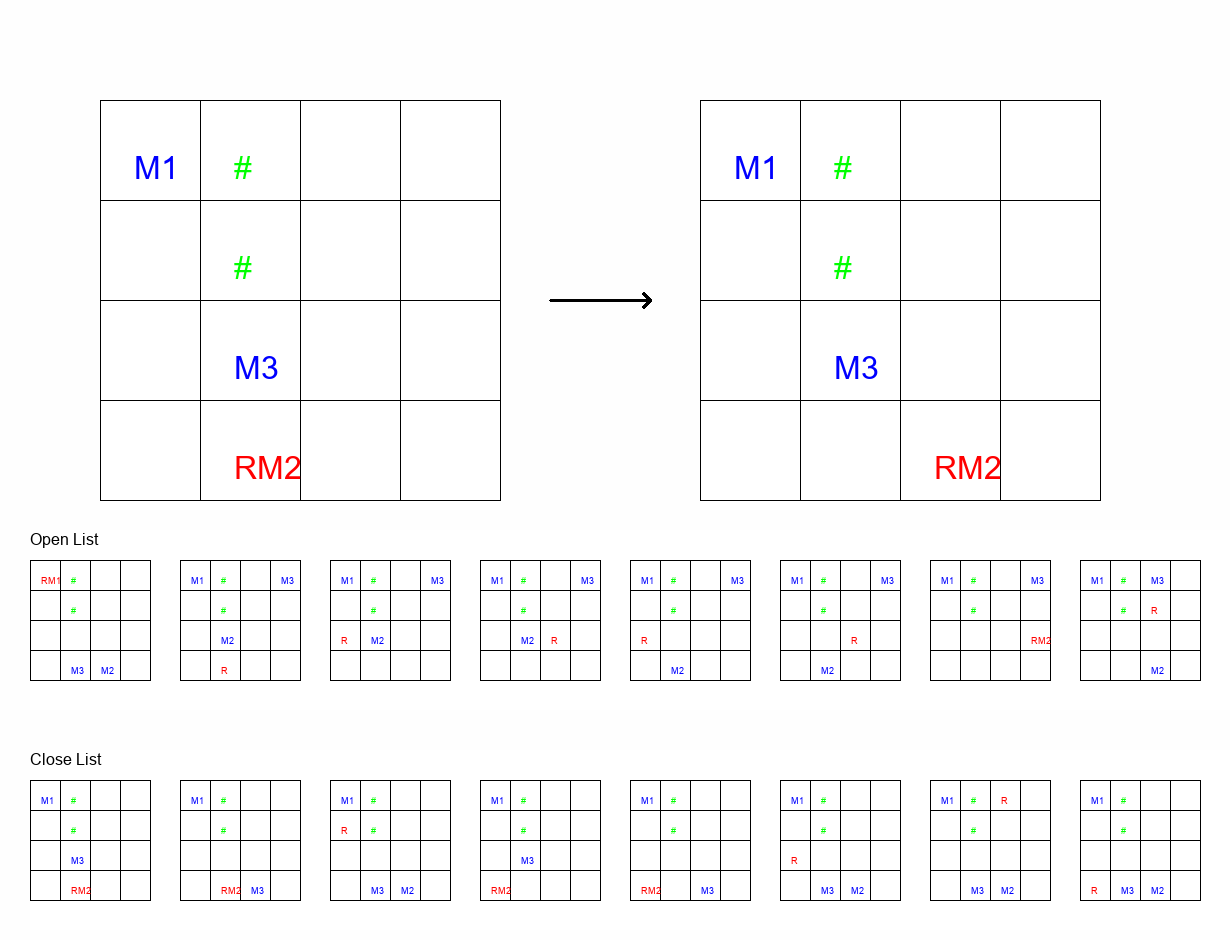 M1 # M1 #
# #
M3 M3
RM2 RM2
Open List
RM1 # M1 # M3 M1 # M3 M1 # M3 M1 # M3 M1 # M3 M1 # M3 M1 # M3
# # # # # # # # R
M2 R M2 M2 R R R RM2
M3 M2 R M2 M2 M2
Close List
M1 # M1 # M1 # M1 # M1 # M1 # M1 # R M1 #
# # R # # # # # #
M3 M3 R
RM2 RM2 M3 M3 M2 RM2 RM2 M3 M3 M2 M3 M2 R M3 M2